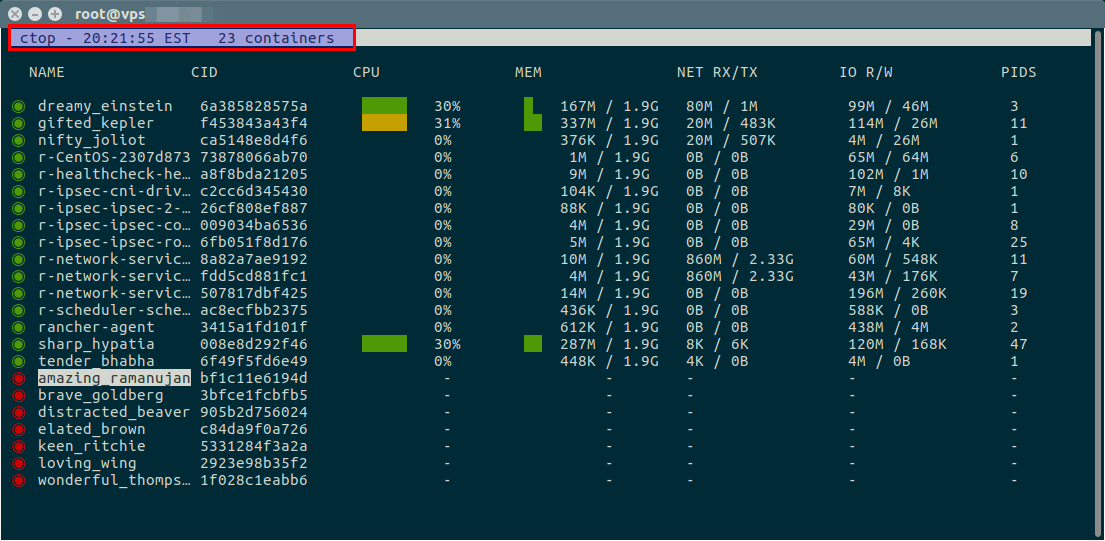 root@vps
ctop - 20:21:55 EST 23 containers
NAME CID CPU MEM NET RX/TX IO R/W PIDS
dreamy_einstein 6a385828575a 30% 167M / 1.9G 80M / 1M 99M / 46M 3
gifted_kepler f453843a43f4 31% 337M / 1.9G 20M / 483K 114M / 26M 11
nifty_joliot ca5148e8d4f6 0% 376K / 1.9G 20M / 507K 4M / 26M 1
r-CentOS-2307d873 73878066ab70 0% 1M / 1.9G 0B / 0B 65M / 64M 6
r-healthcheck-he… a8f8bda21205 0% 9M / 1.9G 0B / 0B 102M / 1M 10
r-ipsec-cni-driv… c2cc6d345430 0% 104K / 1.9G 0B / 0B 7M / 8K 1
r-ipsec-ipsec-2-… 26cf808ef887 0% 88K / 1.9G 0B / 0B 80K / 0B 1
r-ipsec-ipsec-co… 009034ba6536 0% 4M / 1.9G 0B / 0B 29M / 0B 8
r-ipsec-ipsec-ro… 6fb051f8d176 0% 5M / 1.9G 0B / 0B 65M / 4K 25
r-network-servic… 8a82a7ae9192 0% 10M / 1.9G 860M / 2.33G 60M / 548K 11
r-network-servic… fdd5cd881fc1 0% 4M / 1.9G 860M / 2.33G 43M / 176K 7
r-network-servic… 507817dbf425 0% 14M / 1.9G 0B / 0B 196M / 260K 19
r-scheduler-sche… ac8ecfbb2375 0% 436K / 1.9G 0B / 0B 588K / 0B 3
rancher-agent 3415a1fd101f 0% 612K / 1.9G 0B / 0B 438M / 4M 2
sharp_hypatia 008e8d292f46 30% 287M / 1.9G 8K / 6K 120M / 168K 47
tender_bhabha 6f49f5fd6e49 0% 448K / 1.9G 4K / 0B 4M / 0B 1
amazing_ramanujan bf1c11e6194d - - - - -
brave_goldberg 3bfce1fcbfb5 - - - - -
distracted_beaver 905b2d756024 - - - - -
elated_brown c84da9f0a726 - - - - -
keen_ritchie 5331284f3a2a - - - - -
loving_wing 2923e98b35f2 - - - - -
wonderful_thomps… 1f028c1eabb6 - - - - -